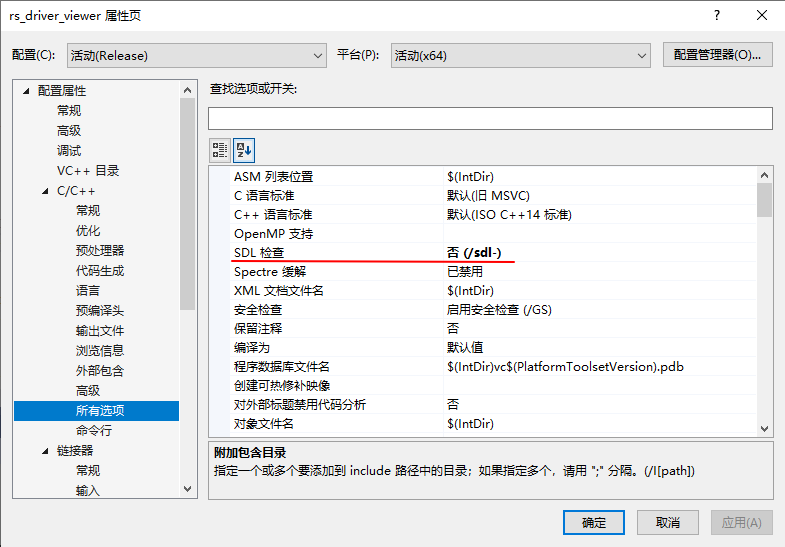 rs_driver_viewer 属性页
配置(C): 活动(Release) 平台(P): 活动(x64) 配置管理器(O)...
配置属性
常规
高级
调试
VC++ 目录
C/C++
常规
优化
预处理器
代码生成
语言
预编译头
输出文件
浏览信息
外部包含
高级
所有选项
命令行
链接器
常规
输入
查找选项或开关:
ASM 列表位置 $(IntDir)
C 语言标准 默认(旧 MSVC)
C++ 语言标准 默认(ISO C++14 标准)
OpenMP 支持
SDL 检查 否 (/sdl-)
Spectre 缓解 已禁用
XML 文档文件名 $(IntDir)
安全检查 启用安全检查 (/GS)
保留注释 否
编译为 默认值
程序数据库文件名 $(IntDir)vc$(PlatformToolsetVersion).pdb
创建可热修补映像
对外部标题禁用代码分析 否
对象文件名 $(IntDir)
附加包含目录
指定一个或多个要添加到 include 路径中的目录；如果指定多个，请用 ";" 分隔。(/I[path])
确定 取消 应用(A)